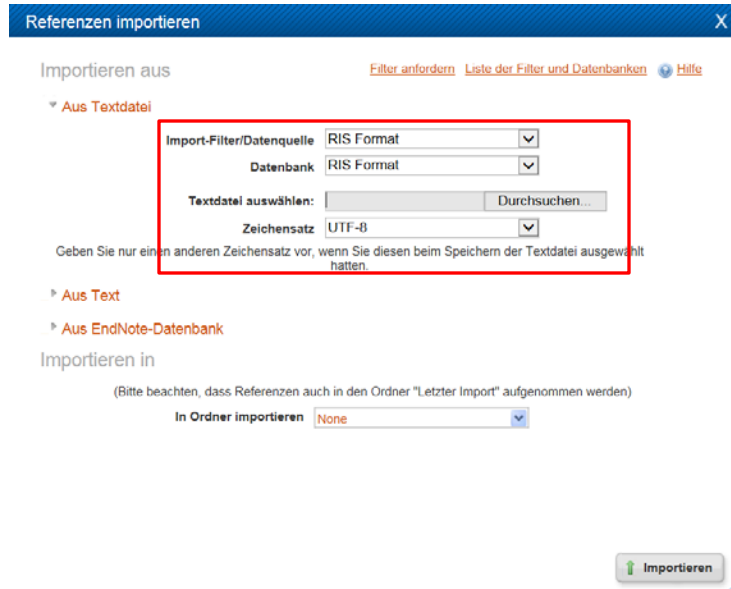 Referenzen importieren X
Importieren aus Filter anfordern Liste der Filter und Datenbanken Hilfe
Aus Textdatei
Import-Filter/Datenquelle RIS Format
Datenbank RIS Format
Textdatei auswählen: Durchsuchen...
Zeichensatz UTF-8
Geben Sie nur einen anderen Zeichensatz vor, wenn Sie diesen beim Speichern der Textdatei ausgewählt
hatten.
Aus Text
Aus EndNote-Datenbank
Importieren in
(Bitte beachten, dass Referenzen auch in den Ordner "Letzter Import" aufgenommen werden)
In Ordner importieren None
Importieren